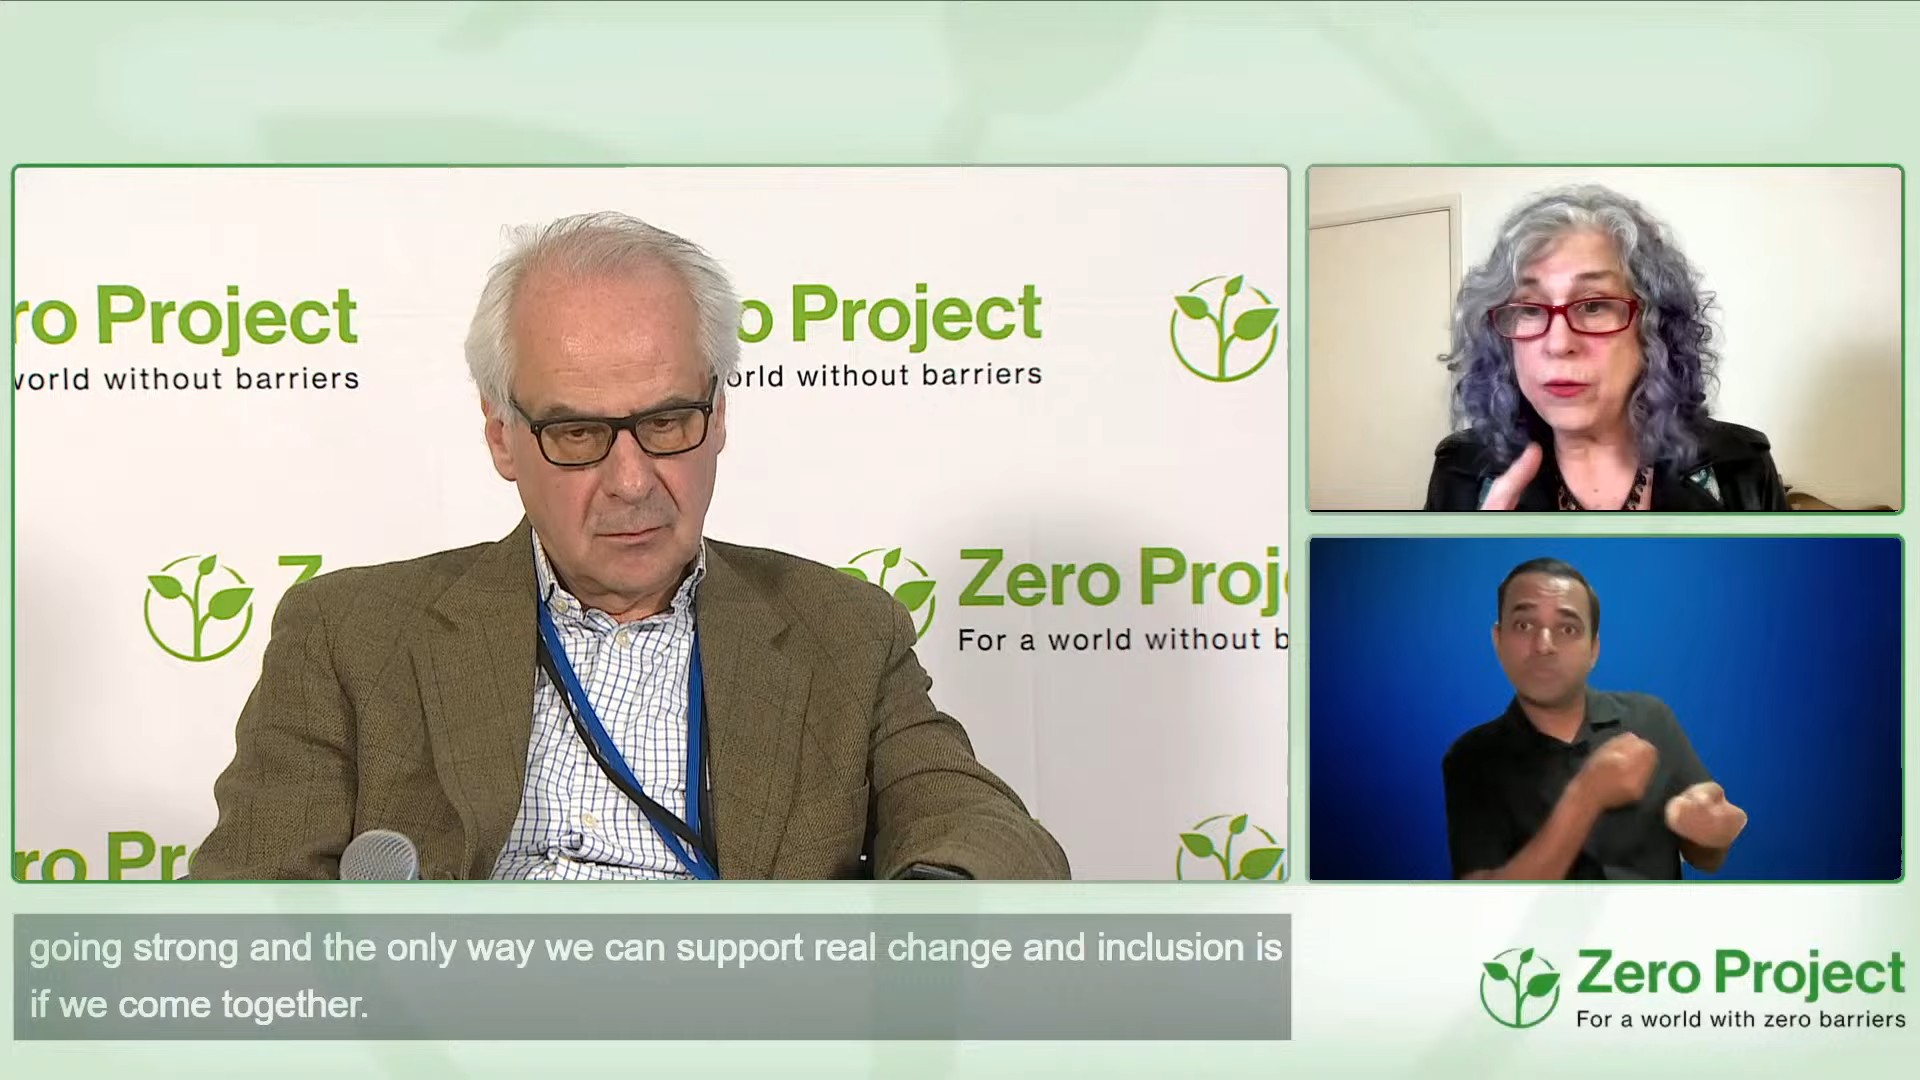 ro Project
world without barriers
o Project
orld without barriers
Z
Zero Proj
For a world without b
ro Pr
going strong and the only way we can support real change and inclusion is
if we come together.
Zero Project
For a world with zero barriers